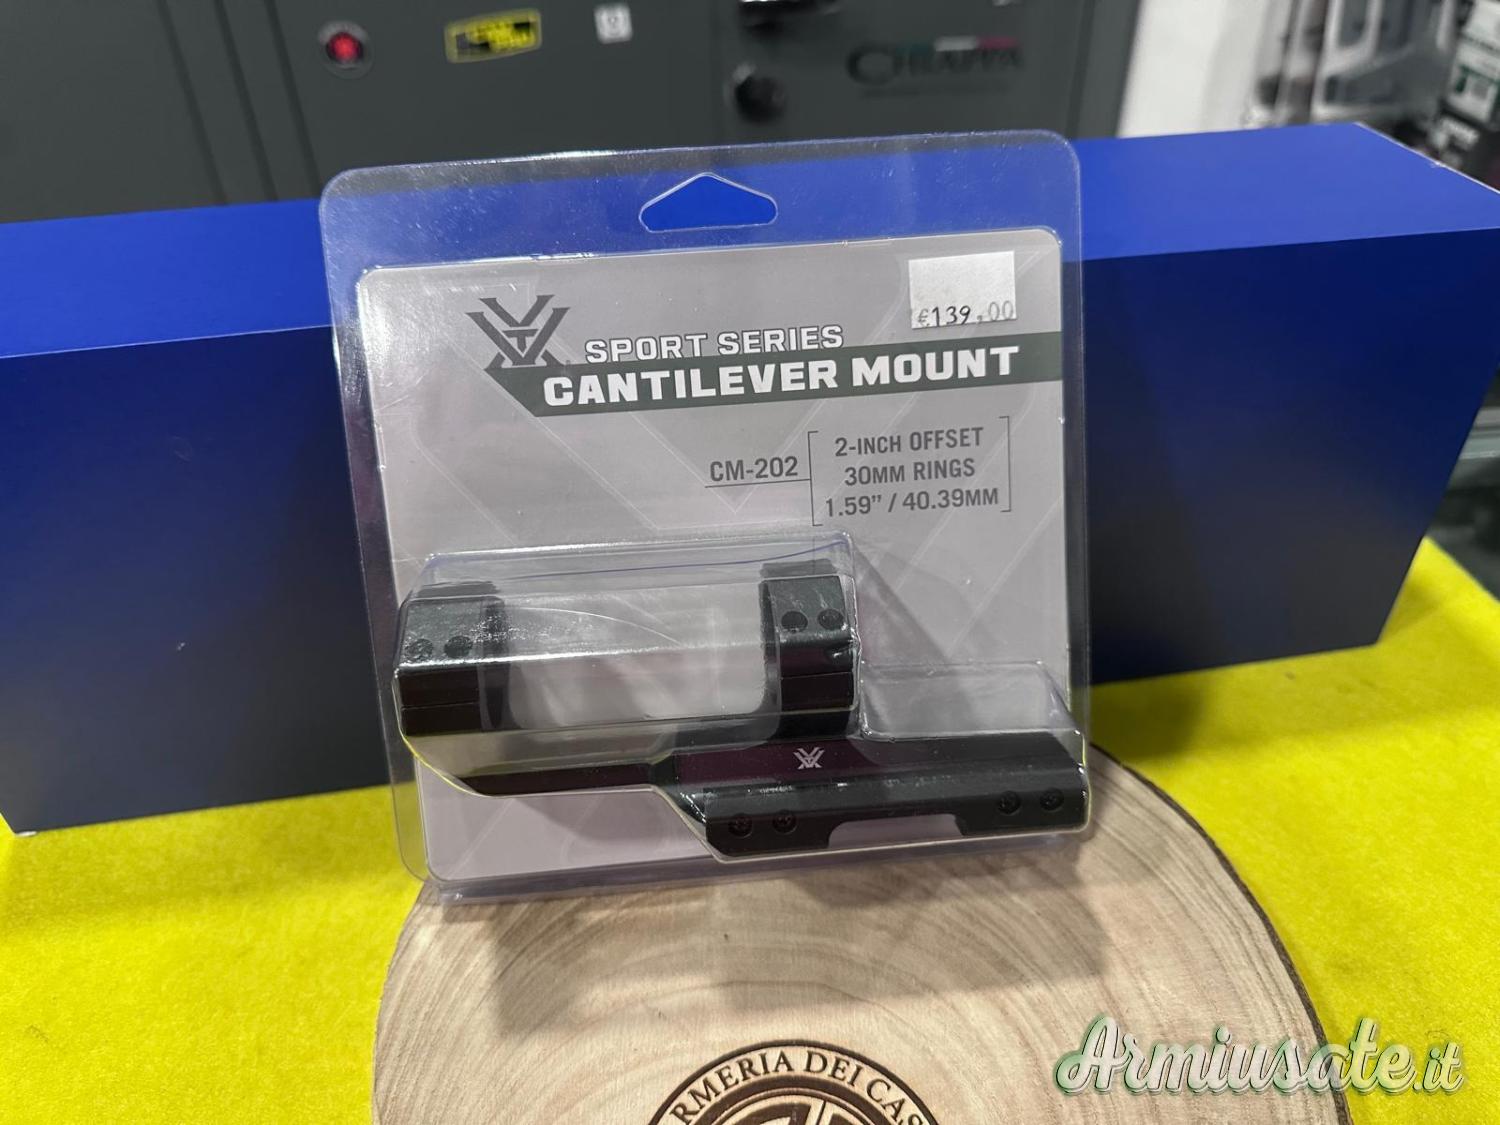 CHIAPPA
€139,00
SPORT SERIES
CANTILEVER MOUNT
CM-202
2-INCH OFFSET
30MM RINGS
1.59” / 40.39MM
ARMERIA DEI CAS
Armiusate.it